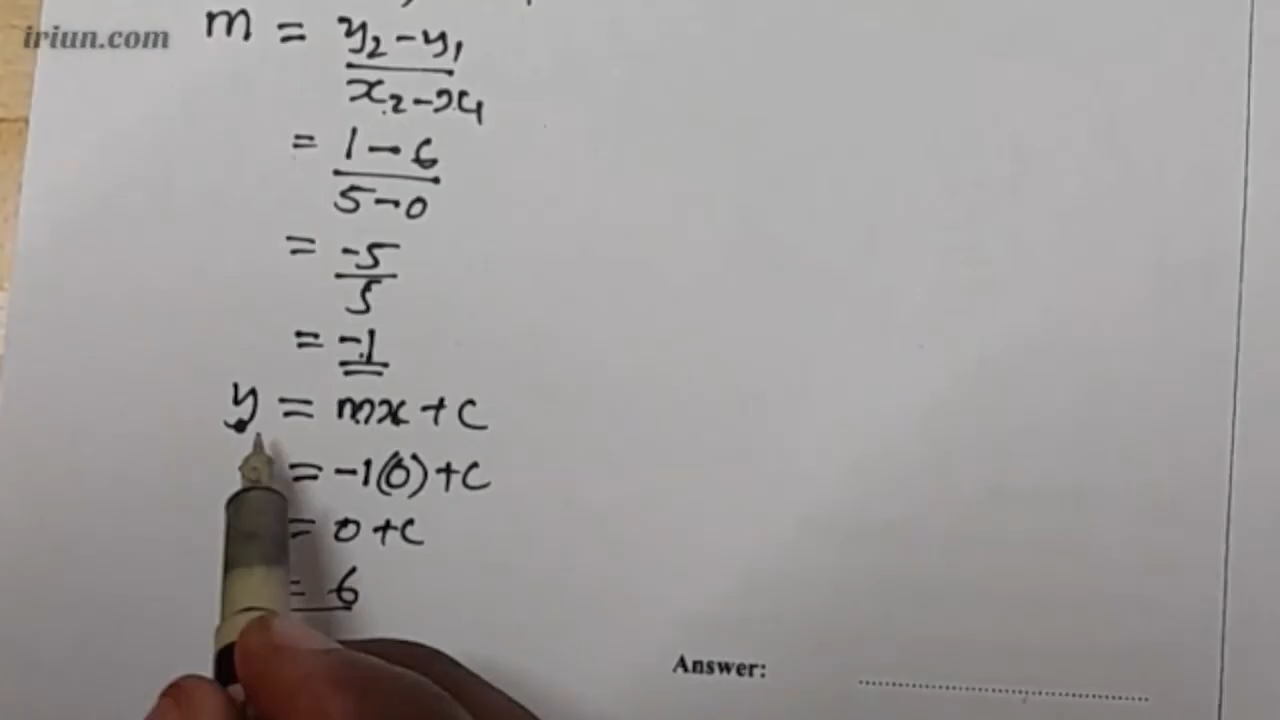 iriun.com
m = y₂-y₁
x₂-x₁
= 1-6
5-0
= -5
5
= -1
y = mx+c
= -1(0)+c
= 0+c
= 6
Answer: ....................